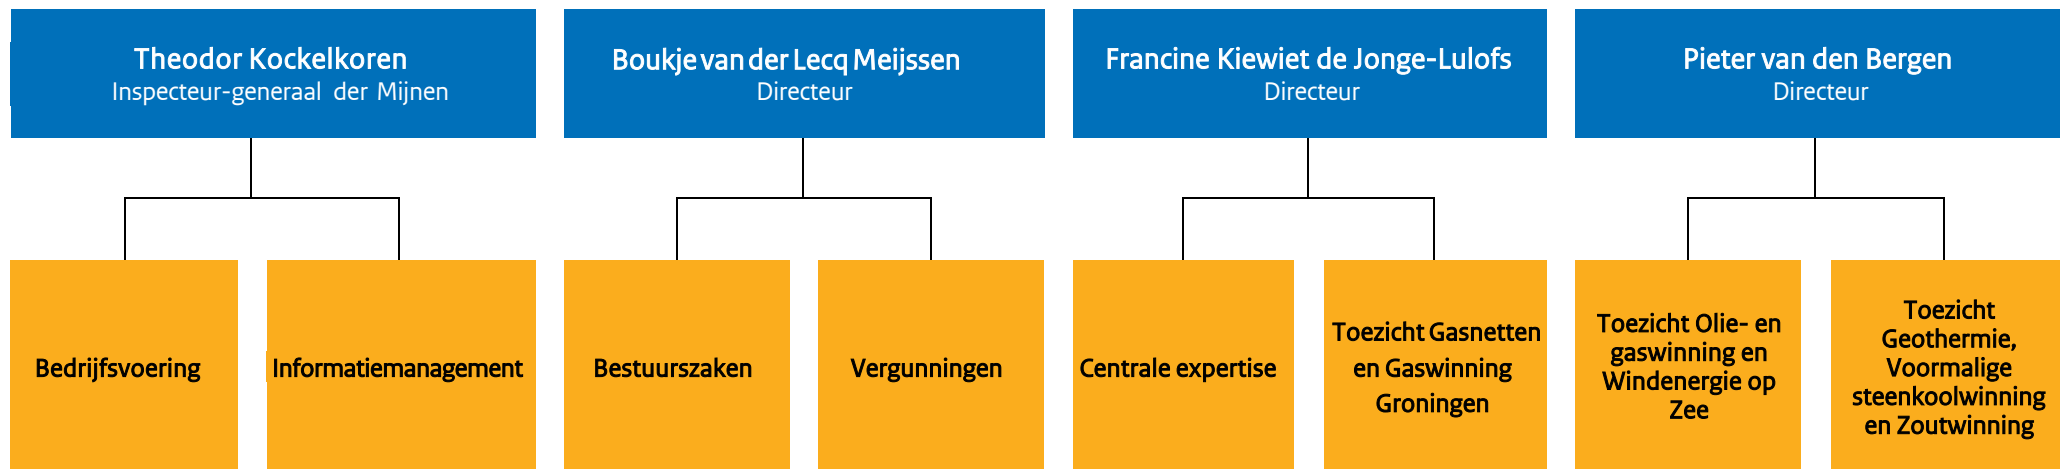 Theodor Kockelkoren
Inspecteur-generaal der Mijnen
Boukje van der Lecq Meijssen
Directeur
Francine Kiewiet de Jonge-Lulofs
Directeur
Pieter van den Bergen
Directeur
Bedrijfsvoering
Informatiemanagement
Bestuurszaken
Vergunningen
Centrale expertise
Toezicht Gasnetten
en Gaswinning
Groningen
Toezicht Olie- en
gaswinning en
Windenergie op
Zee
Toezicht
Geothermie,
Voormalige
steenkoolwinning
en Zoutwinning